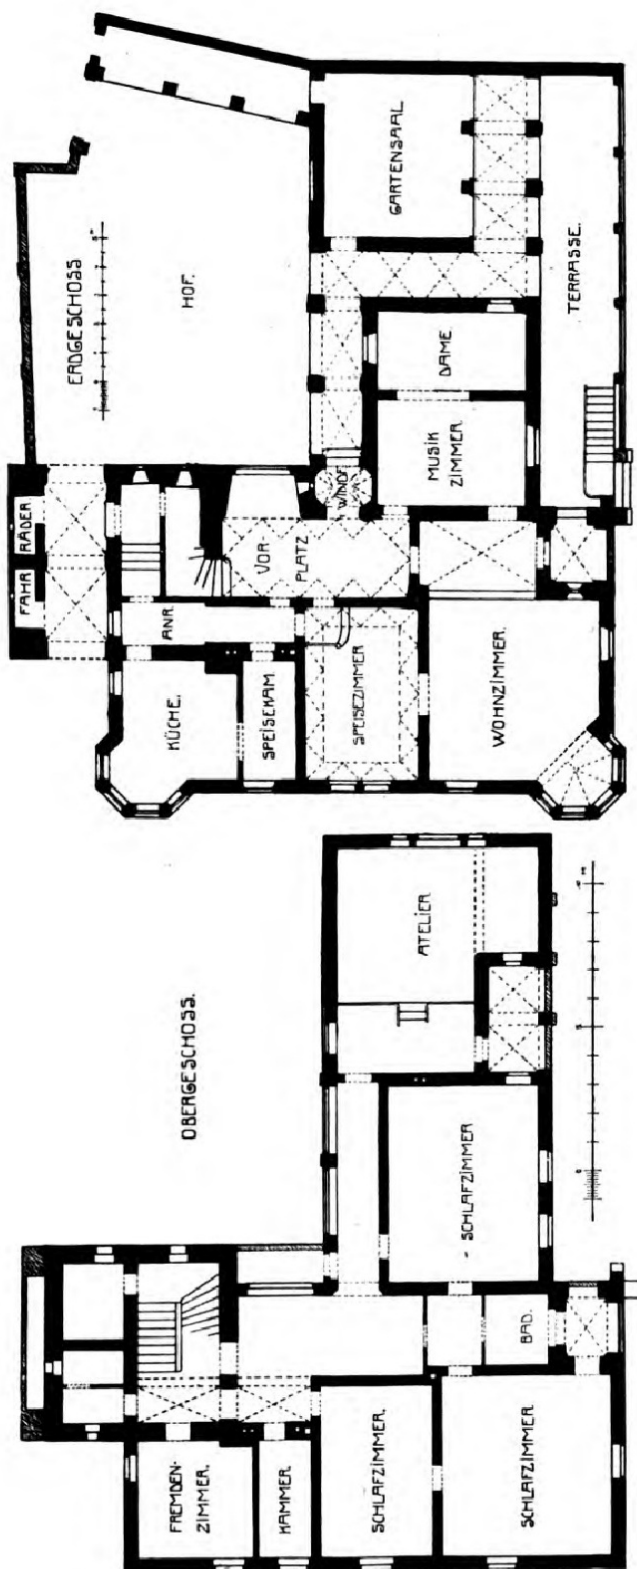 ERDGESCHOSS
HOF.
GARTENSAAL
TERRASSE.
DAME
MUSIK
ZIMMER.
WINDF.
VOR
PLATZ
FAHR
RÄDER
ANR.
KÜCHE.
SPEISEKAM.
SPEISEZIMMER
WOHNZIMMER.
OBERGESCHOSS.
ATELIER
SCHLAFZIMMER
BAD.
FREMDEN-
ZIMMER.
KAMMER.
SCHLAFZIMMER.
SCHLAFZIMMER.